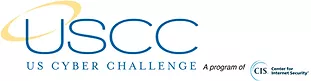 USCC
US CYBER CHALLENGE
A program of
CIS Center for Internet Security®